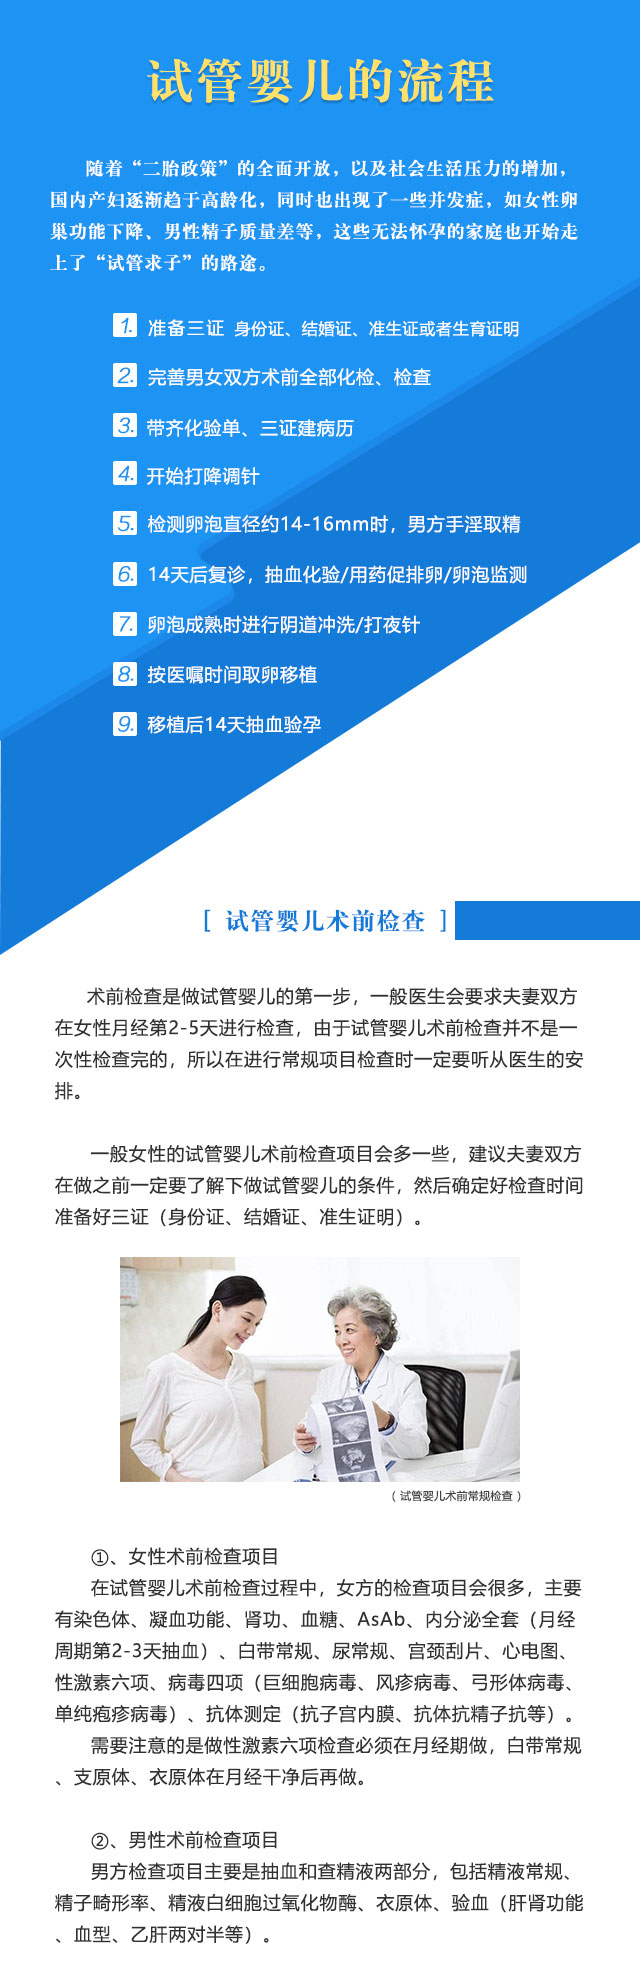 试管婴儿的流程
随着“二胎政策”的全面开放，以及社会生活压力的增加，
国内产妇逐渐趋于高龄化，同时也出现了一些并发症，如女性卵
巢功能下降、男性精子质量差等，这些无法怀孕的家庭也开始走
上了“试管求子”的路途。
1. 准备三证 身份证、结婚证、准生证或者生育证明
2. 完善男女双方术前全部化检、检查
3. 带齐化验单、三证建病历
4. 开始打降调针
5. 检测卵泡直径约14-16mm时，男方手淫取精
6. 14天后复诊，抽血化验/用药促排卵/卵泡监测
7. 卵泡成熟时进行阴道冲洗/打夜针
8. 按医嘱时间取卵移植
9. 移植后14天抽血验孕
[ 试管婴儿术前检查 ]
术前检查是做试管婴儿的第一步，一般医生会要求夫妻双方
在女性月经第2-5天进行检查，由于试管婴儿术前检查并不是一
次性检查完的，所以在进行常规项目检查时一定要听从医生的安
排。
一般女性的试管婴儿术前检查项目会多一些，建议夫妻双方
在做之前一定要了解下做试管婴儿的条件，然后确定好检查时间
准备好三证（身份证、结婚证、准生证明）。
（ 试管婴儿术前常规检查 ）
①、女性术前检查项目
在试管婴儿术前检查过程中，女方的检查项目会很多，主要
有染色体、凝血功能、肾功、血糖、AsAb、内分泌全套（月经
周期第2-3天抽血）、白带常规、尿常规、宫颈刮片、心电图、
性激素六项、病毒四项（巨细胞病毒、风疹病毒、弓形体病毒、
单纯疱疹病毒）、抗体测定（抗子宫内膜、抗体抗精子抗等）。
需要注意的是做性激素六项检查必须在月经期做，白带常规
、支原体、衣原体在月经干净后再做。
②、男性术前检查项目
男方检查项目主要是抽血和查精液两部分，包括精液常规、
精子畸形率、精液白细胞过氧化物酶、衣原体、验血（肝肾功能
、血型、乙肝两对半等）。